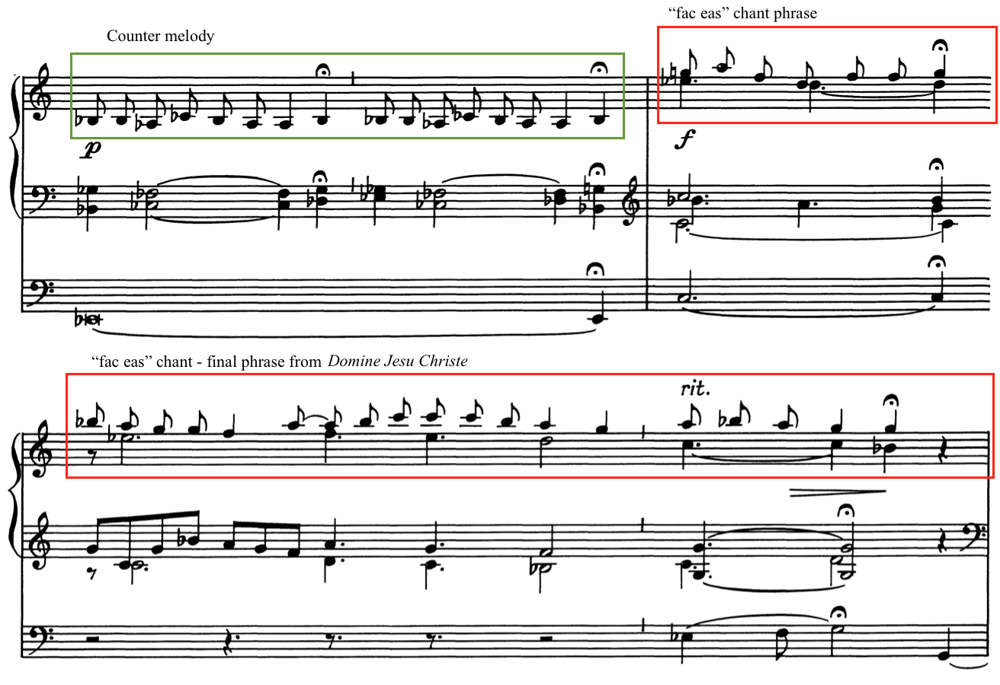 “fac eas” chant phrase
Counter melody
p
f
“fac eas” chant - final phrase from Domine Jesu Christe
rit.